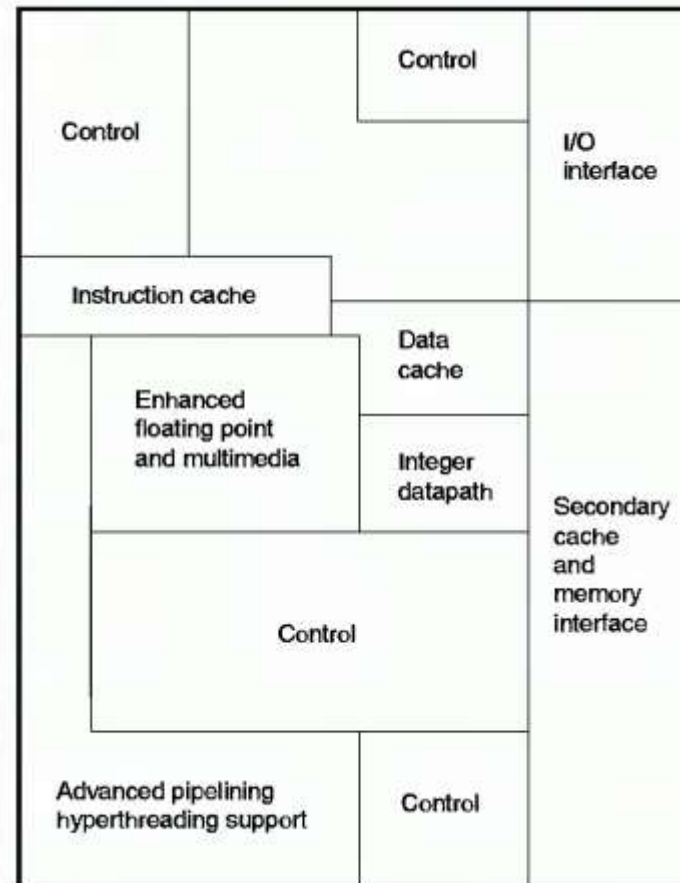 Control
Control
I/O
interface
Instruction cache
Data
cache
Enhanced
floating point
and multimedia
Integer
datapath
Secondary
cache
and
memory
interface
Control
Advanced pipelining
hyperthreading support
Control